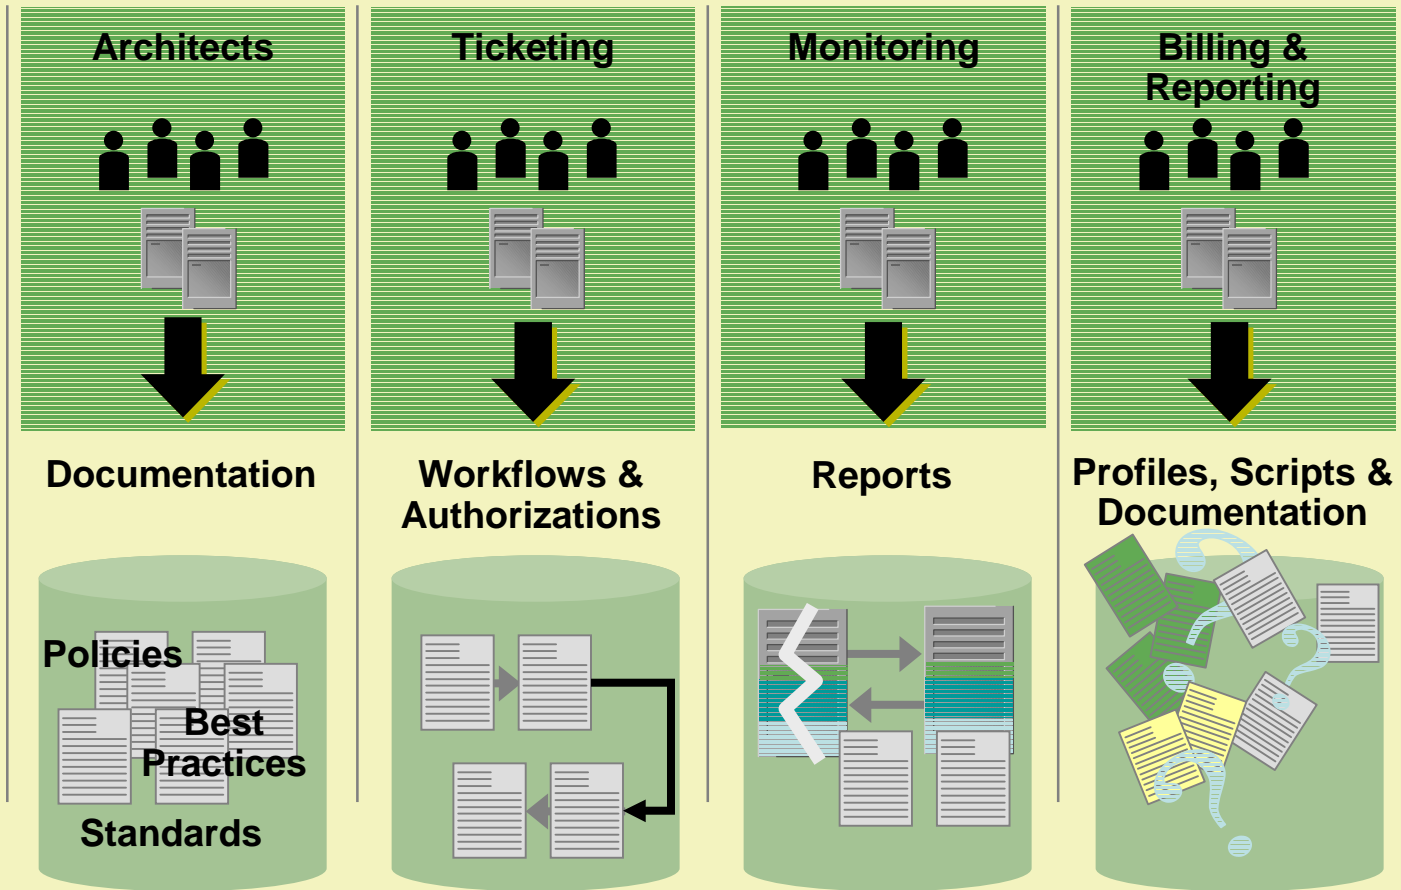 Architects
Ticketing
Monitoring
Billing &
Reporting
Documentation
Workflows &
Authorizations
Reports
Profiles, Scripts &
Documentation
Policies
Best
Practices
Standards